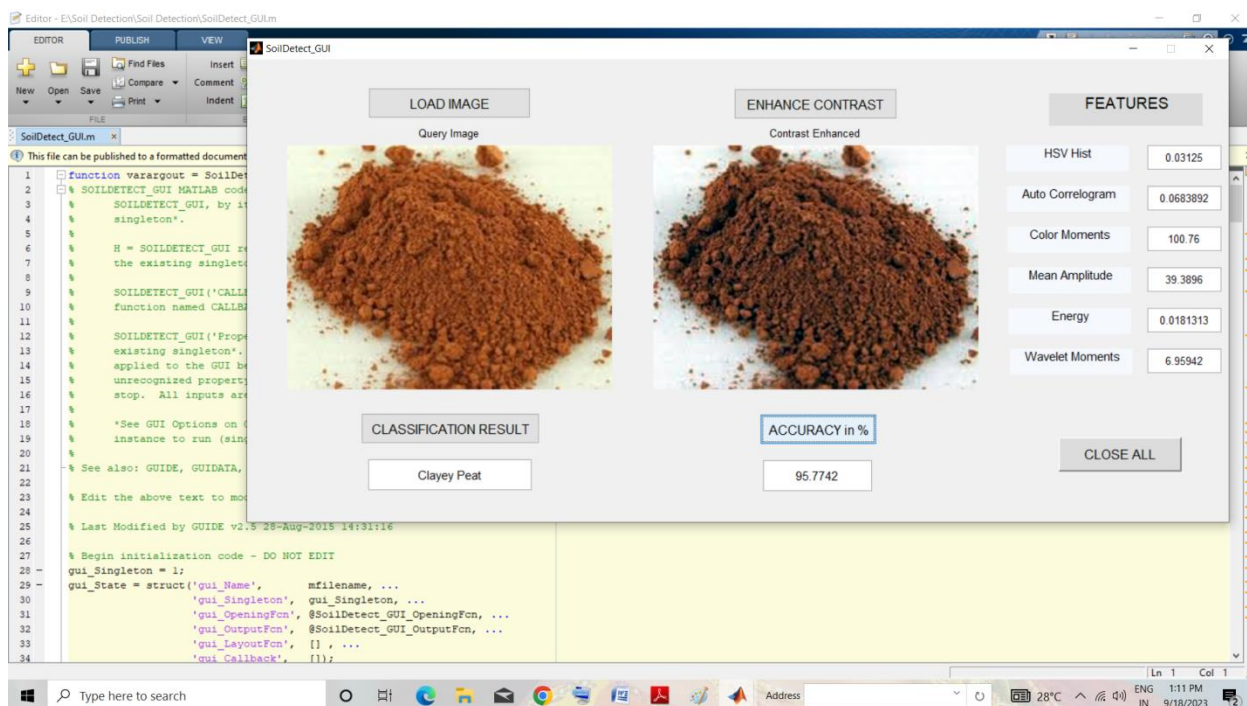 Editor - E:\Soil Detection\Soil Detection\SoilDetect_GUI.m
EDITOR PUBLISH VIEW
New Open Save
Find Files
Compare
Print
Insert
Comment
Indent
FILE
SoilDetect_GUI.m
This file can be published to a formatted document
1 function varargout = SoilDet
2 % SOILDETECT_GUI MATLAB code
3 % SOILDETECT_GUI, by it
4 % singleton*.
5 %
6 % H = SOILDETECT_GUI re
7 % the existing singleto
8 %
9 % SOILDETECT_GUI('CALLB
10 % function named CALLBA
11 %
12 % SOILDETECT_GUI('Prope
13 % existing singleton*.
14 % applied to the GUI be
15 % unrecognized property
16 % stop. All inputs are
17 %
18 % *See GUI Options on G
19 % instance to run (sing
20 %
21 % See also: GUIDE, GUIDATA,
22
23 % Edit the above text to mod
24
25 % Last Modified by GUIDE v2.5 28-Aug-2015 14:31:16
26
27 % Begin initialization code - DO NOT EDIT
28 gui_Singleton = 1;
29 gui_State = struct('gui_Name', mfilename, ...
30 'gui_Singleton', gui_Singleton, ...
31 'gui_OpeningFcn', @SoilDetect_GUI_OpeningFcn, ...
32 'gui_OutputFcn', @SoilDetect_GUI_OutputFcn, ...
33 'gui_LayoutFcn', [] , ...
34 'gui_Callback', []);
SoilDetect_GUI
LOAD IMAGE
Query Image
ENHANCE CONTRAST
Contrast Enhanced
FEATURES
HSV Hist 0.03125
Auto Correlogram 0.0683892
Color Moments 100.76
Mean Amplitude 39.3896
Energy 0.0181313
Wavelet Moments 6.95942
CLASSIFICATION RESULT
Clayey Peat
ACCURACY in %
95.7742
CLOSE ALL
Ln 1 Col 1
Type here to search
Address
28°C
ENG
IN
1:11 PM
9/18/2023
2